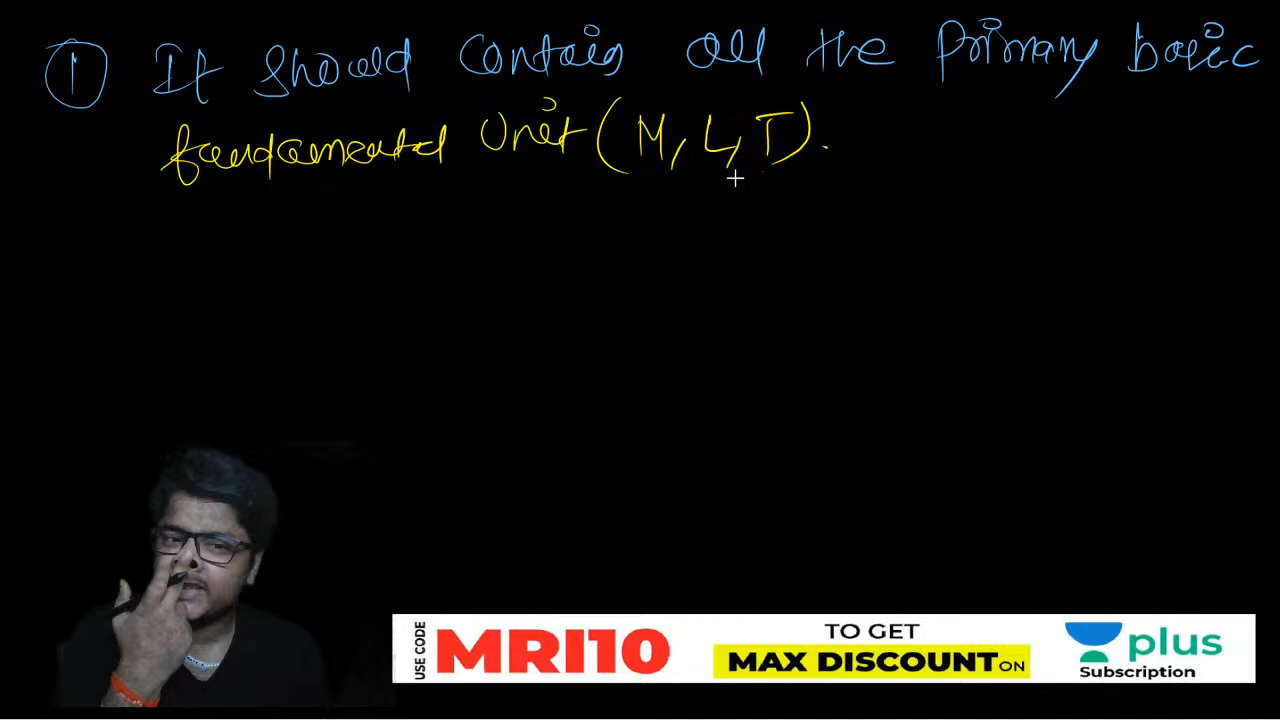 ① It should contain all the Primary basic
fundamental Unit (M, L, T).
USE CODE
MRI10
TO GET
MAX DISCOUNT ON
plus
Subscription